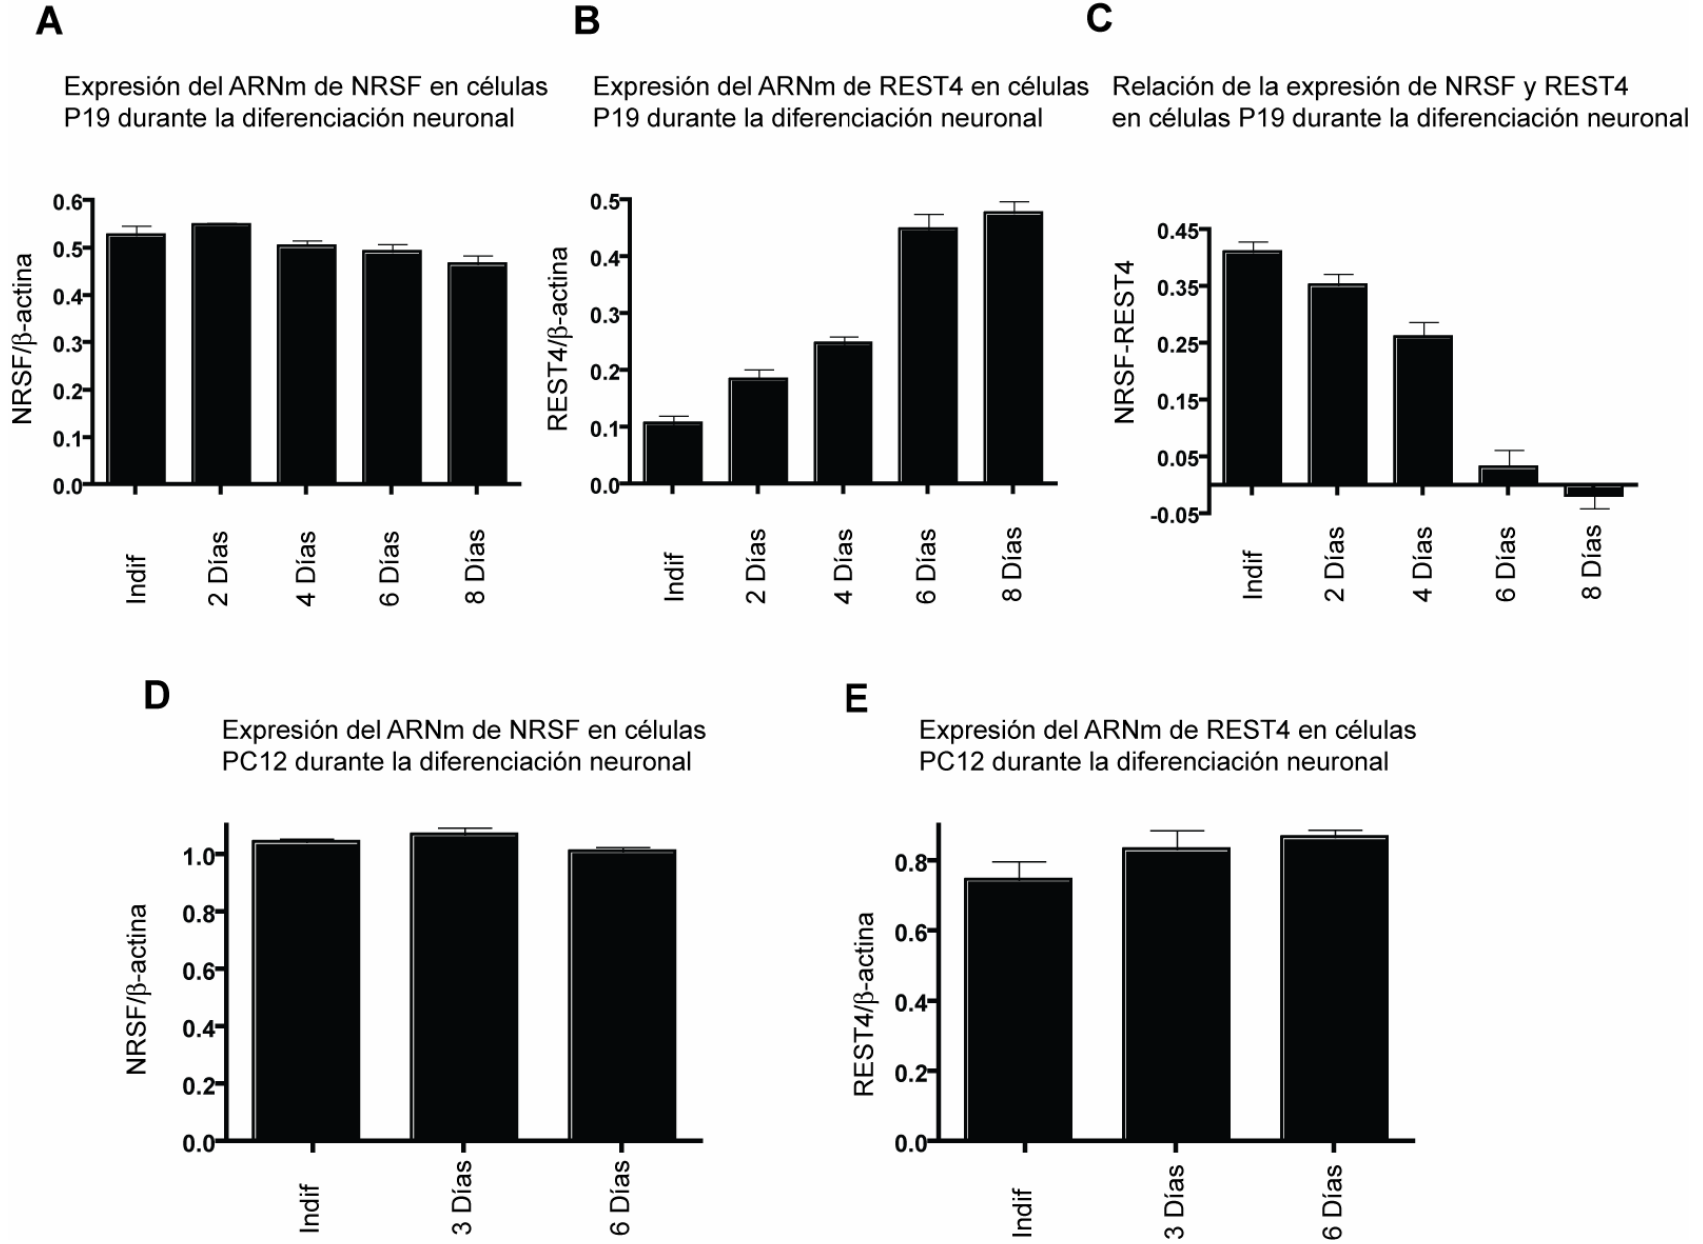 A
Expresión del ARNm de NRSF en células
P19 durante la diferenciación neuronal
NRSF/β-actina
0.6
0.5
0.4
0.3
0.2
0.1
0.0
Indif
2 Días
4 Días
6 Días
8 Días
B
Expresión del ARNm de REST4 en células
P19 durante la diferenciación neuronal
REST4/β-actina
0.5
0.4
0.3
0.2
0.1
0.0
Indif
2 Días
4 Días
6 Días
8 Días
C
Relación de la expresión de NRSF y REST4
en células P19 durante la diferenciación neuronal
NRSF-REST4
0.45
0.35
0.25
0.15
0.05
-0.05
Indif
2 Días
4 Días
6 Días
8 Días
D
Expresión del ARNm de NRSF en células
PC12 durante la diferenciación neuronal
NRSF/β-actina
1.0
0.8
0.6
0.4
0.2
0.0
Indif
3 Días
6 Días
E
Expresión del ARNm de REST4 en células
PC12 durante la diferenciación neuronal
REST4/β-actina
0.8
0.6
0.4
0.2
0.0
Indif
3 Días
6 Días